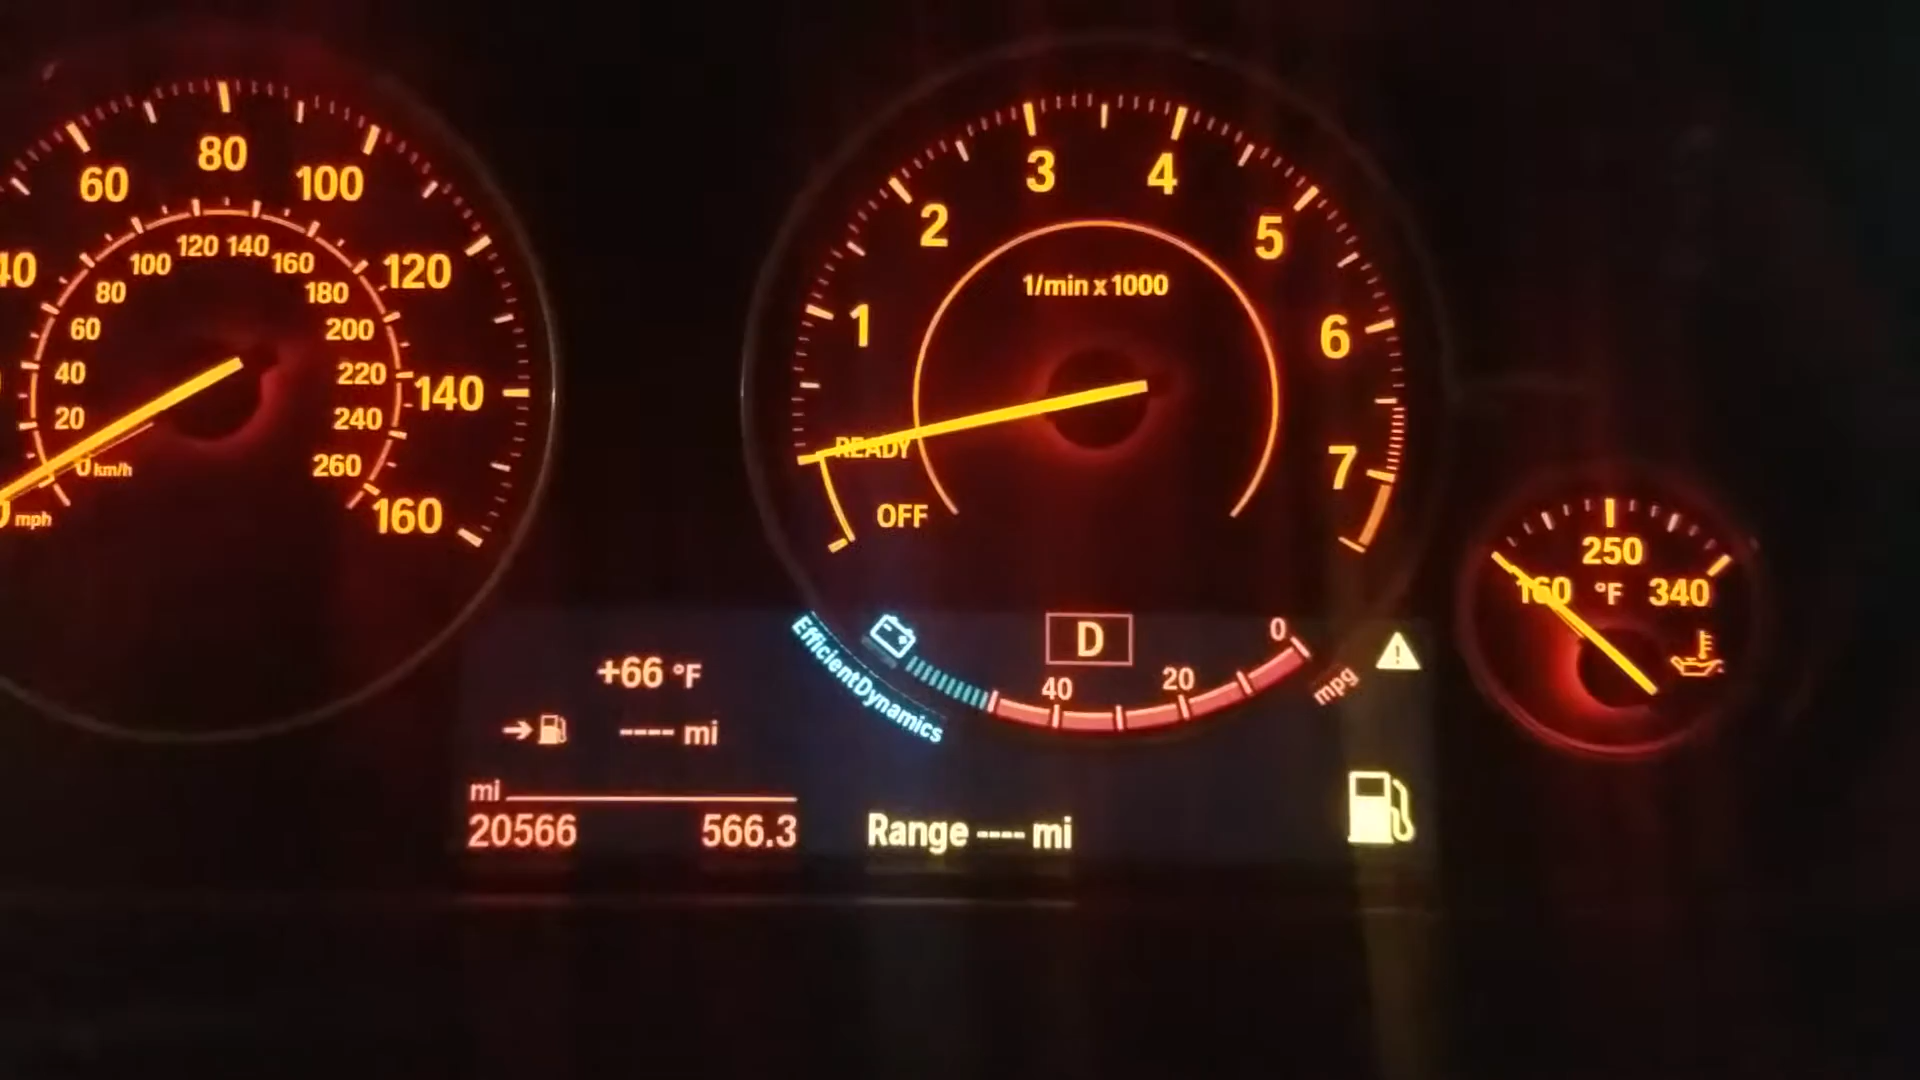 40
60
80
100
120
140
160
20
40
60
80
100
120
140
160
180
200
220
240
260
0 km/h
0 mph
1
2
3
4
5
6
7
1/min x 1000
READY
OFF
160
250
340
°F
EfficientDynamics
D
40
20
0
mpg
+66 °F
---- mi
mi
20566 566.3
Range ---- mi